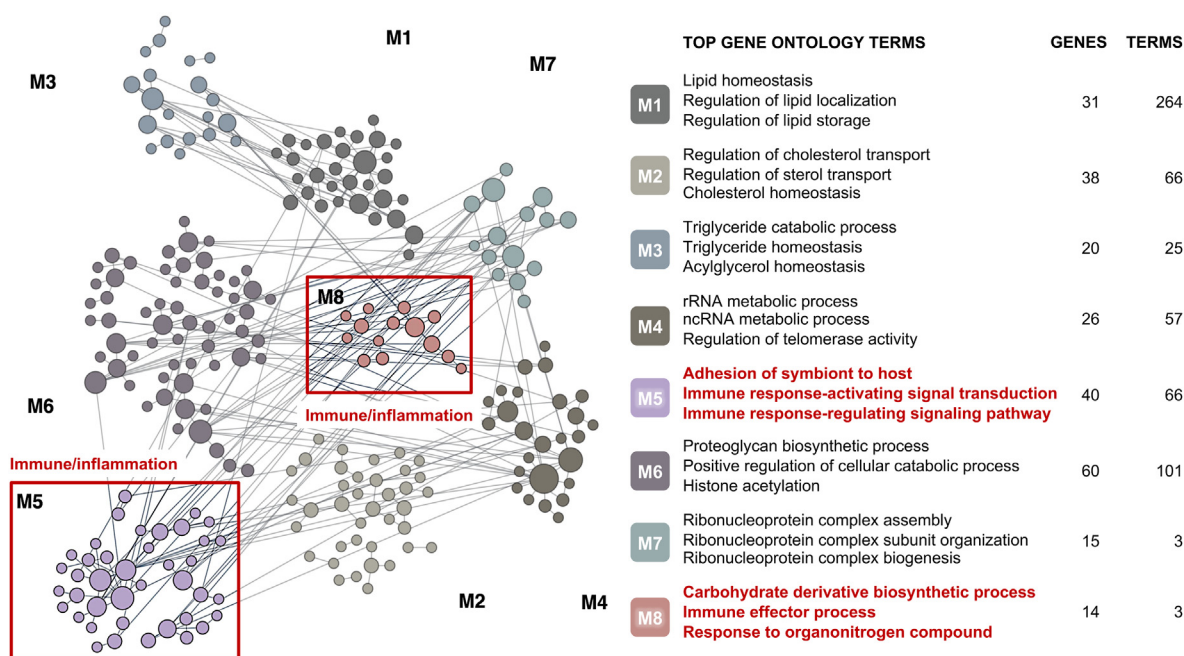 M1
M3
M7
M8
M6
Immune/inflammation
Immune/inflammation
M5
M2
M4
TOP GENE ONTOLOGY TERMS GENES TERMS
Lipid homeostasis
M1 Regulation of lipid localization 31 264
Regulation of lipid storage
Regulation of cholesterol transport
M2 Regulation of sterol transport 38 66
Cholesterol homeostasis
Triglyceride catabolic process
M3 Triglyceride homeostasis 20 25
Acylglycerol homeostasis
rRNA metabolic process
M4 ncRNA metabolic process 26 57
Regulation of telomerase activity
Adhesion of symbiont to host
M5 Immune response-activating signal transduction 40 66
Immune response-regulating signaling pathway
Proteoglycan biosynthetic process
M6 Positive regulation of cellular catabolic process 60 101
Histone acetylation
Ribonucleoprotein complex assembly
M7 Ribonucleoprotein complex subunit organization 15 3
Ribonucleoprotein complex biogenesis
Carbohydrate derivative biosynthetic process
M8 Immune effector process 14 3
Response to organonitrogen compound